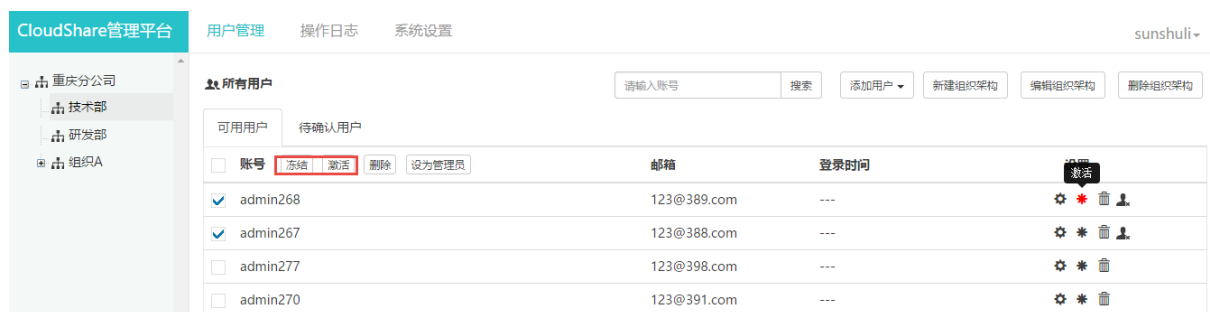 CloudShare管理平台 用户管理 操作日志 系统设置 sunshuli
重庆分公司
技术部
研发部
组织A
所有用户 请输入账号 搜索 添加用户 新建组织架构 编辑组织架构 删除组织架构
可用用户 待确认用户
账号 冻结 激活 删除 设为管理员 邮箱 登录时间
激活
admin268 123@389.com ---
admin267 123@388.com ---
admin277 123@398.com ---
admin270 123@391.com ---